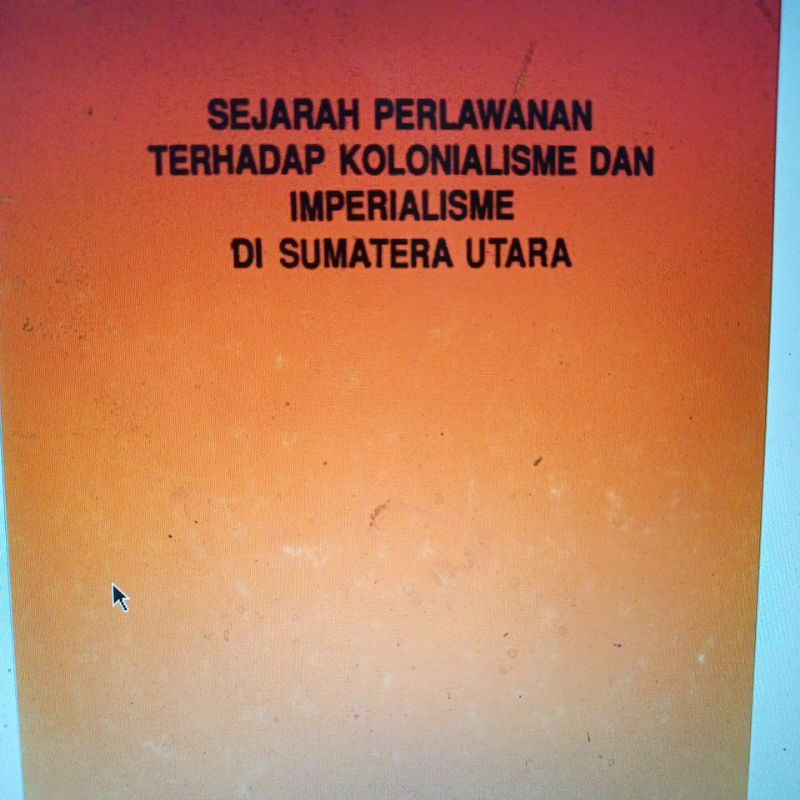 SEJARAH PERLAWANAN
TERHADAP KOLONIALISME DAN
IMPERIALISME
DI SUMATERA UTARA